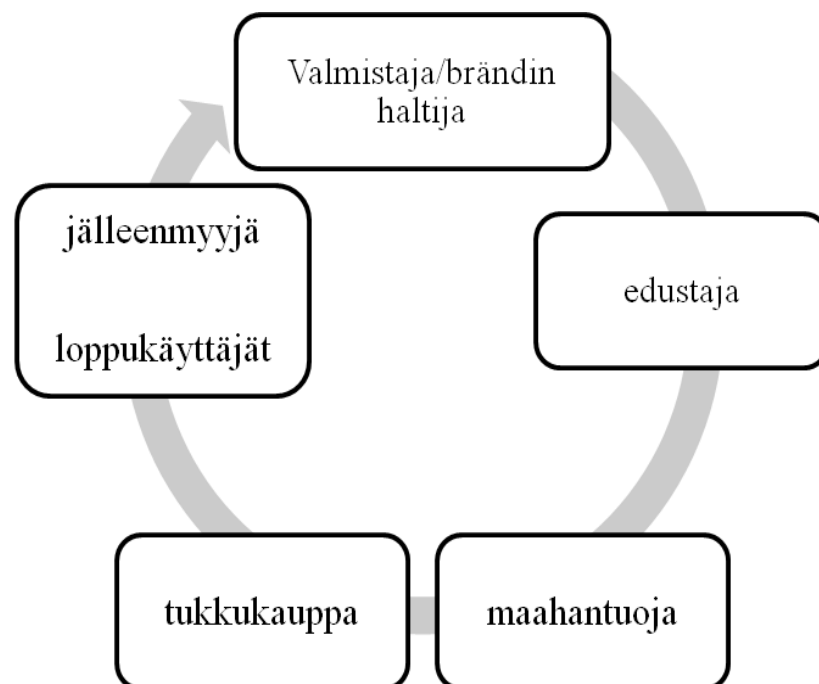 Valmistaja/brändin
haltija
edustaja
maahantuoja
tukkukauppa
jälleenmyyjä
loppukäyttäjät